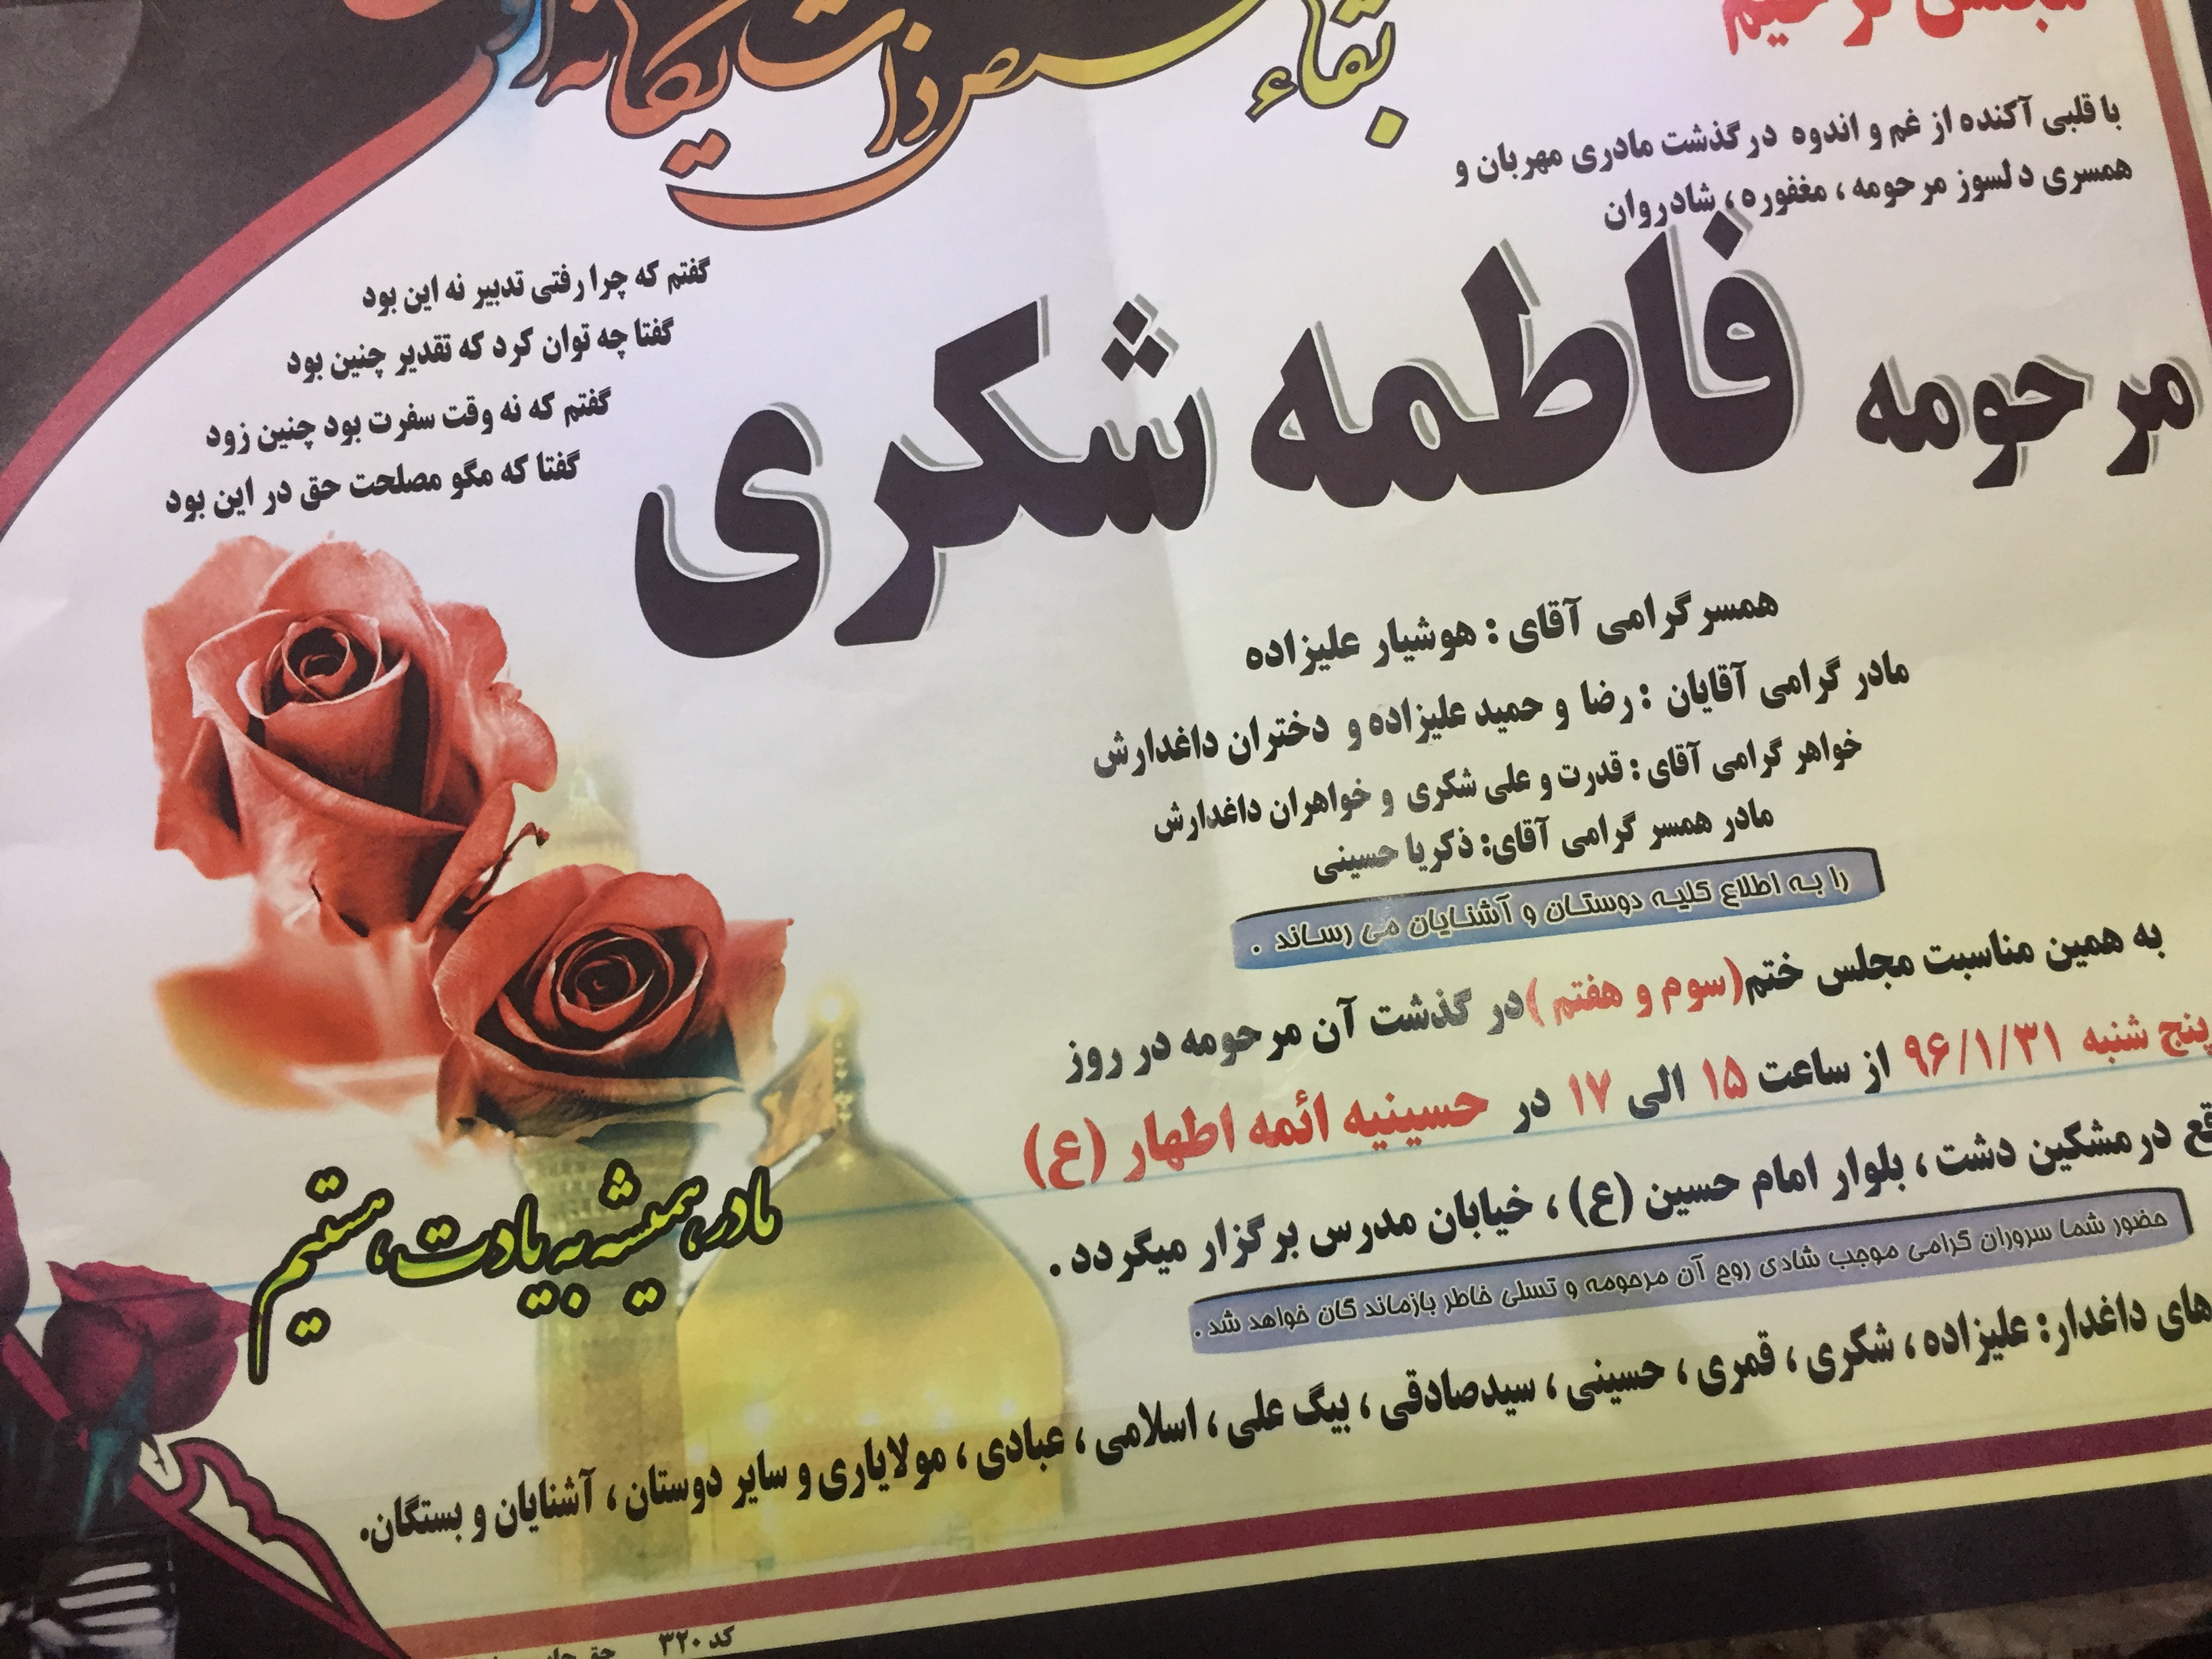 بقاء مختص ذات یگانه اوست
مجلس ترحیم
با قلبی آکنده از غم و اندوه درگذشت مادری مهربان و
همسری دلسوز مرحومه ، مغفوره ، شادروان
مرحومه فاطمه شکری
گفتم که چرا رفتی تدبیر نه این بود
گفتا چه توان کرد که تقدیر چنین بود
گفتم که نه وقت سفرت بود چنین زود
گفتا که مگو مصلحت حق در این بود
همسر گرامی آقای : هوشیار علیزاده
مادر گرامی آقایان : رضا و حمید علیزاده و دختران داغدارش
خواهر گرامی آقای : قدرت و علی شکری و خواهران داغدارش
مادر همسر گرامی آقای: ذکریا حسینی
را به اطلاع کلیه دوستان و آشنایان می رساند .
به همین مناسبت مجلس ختم(سوم و هفتم )در گذشت آن مرحومه در روز
پنج شنبه ۹۶/۱/۳۱ از ساعت ۱۵ الی ۱۷ در حسینیه ائمه اطهار (ع)
در مشکین دشت ، بلوار امام حسین (ع) ، خیابان مدرس برگزار میگردد .
حضور شما سروران گرامی موجب شادی روح آن مرحومه و تسلی خاطر بازماندگان خواهد شد .
مادر، همیشه به یادت، هستیم
های داغدار: علیزاده ، شکری ، قمری ، حسینی ، سیدصادقی ، بیگ علی ، اسلامی ، عبادی ، مولایاری و سایر دوستان ، آشنایان و بستگان.
کد ۳۲۰